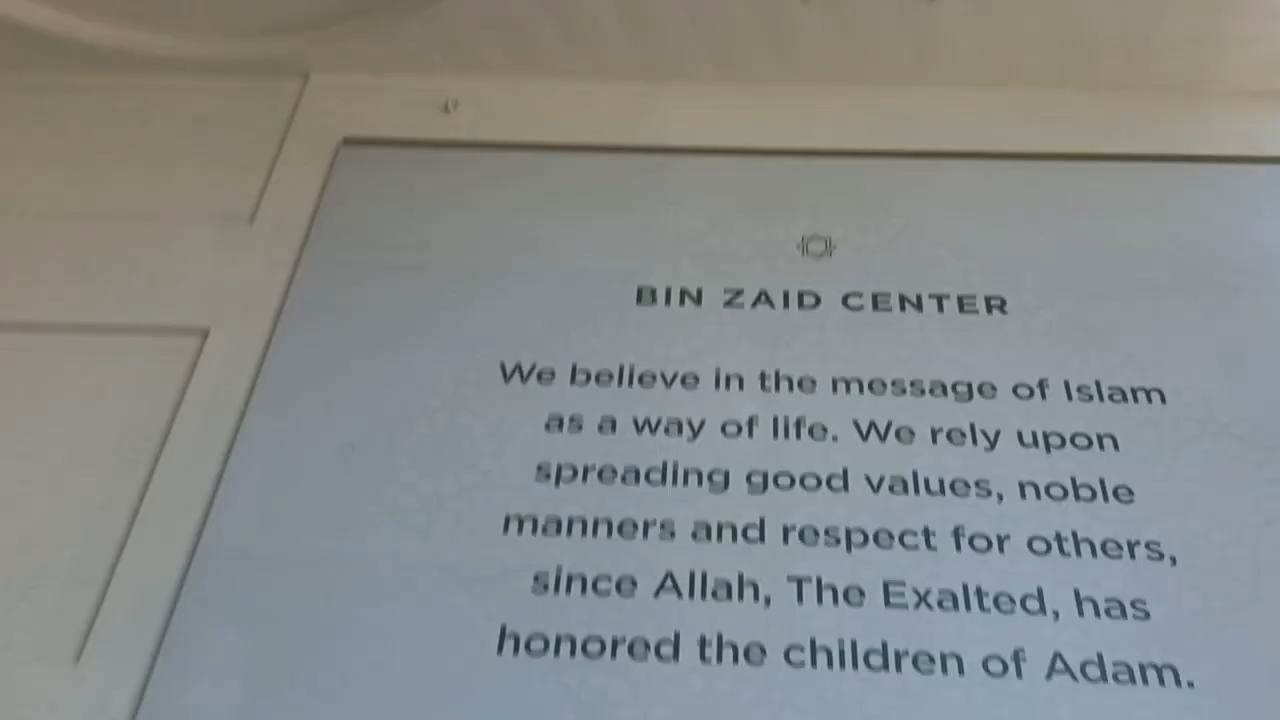 BIN ZAID CENTER
We believe in the message of Islam
as a way of life. We rely upon
spreading good values, noble
manners and respect for others,
since Allah, The Exalted, has
honored the children of Adam.